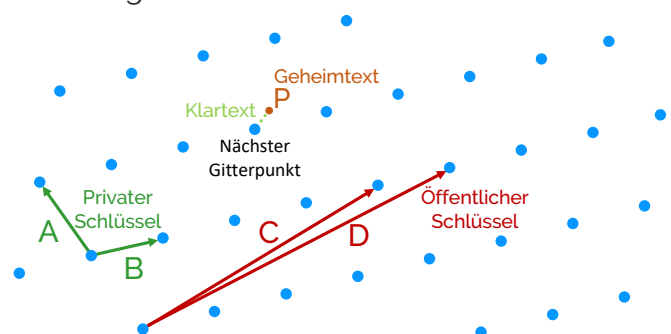 Geheimtext
P
Klartext
Nächster
Gitterpunkt
Privater
Schlüssel
A
B
Öffentlicher
Schlüssel
C
D